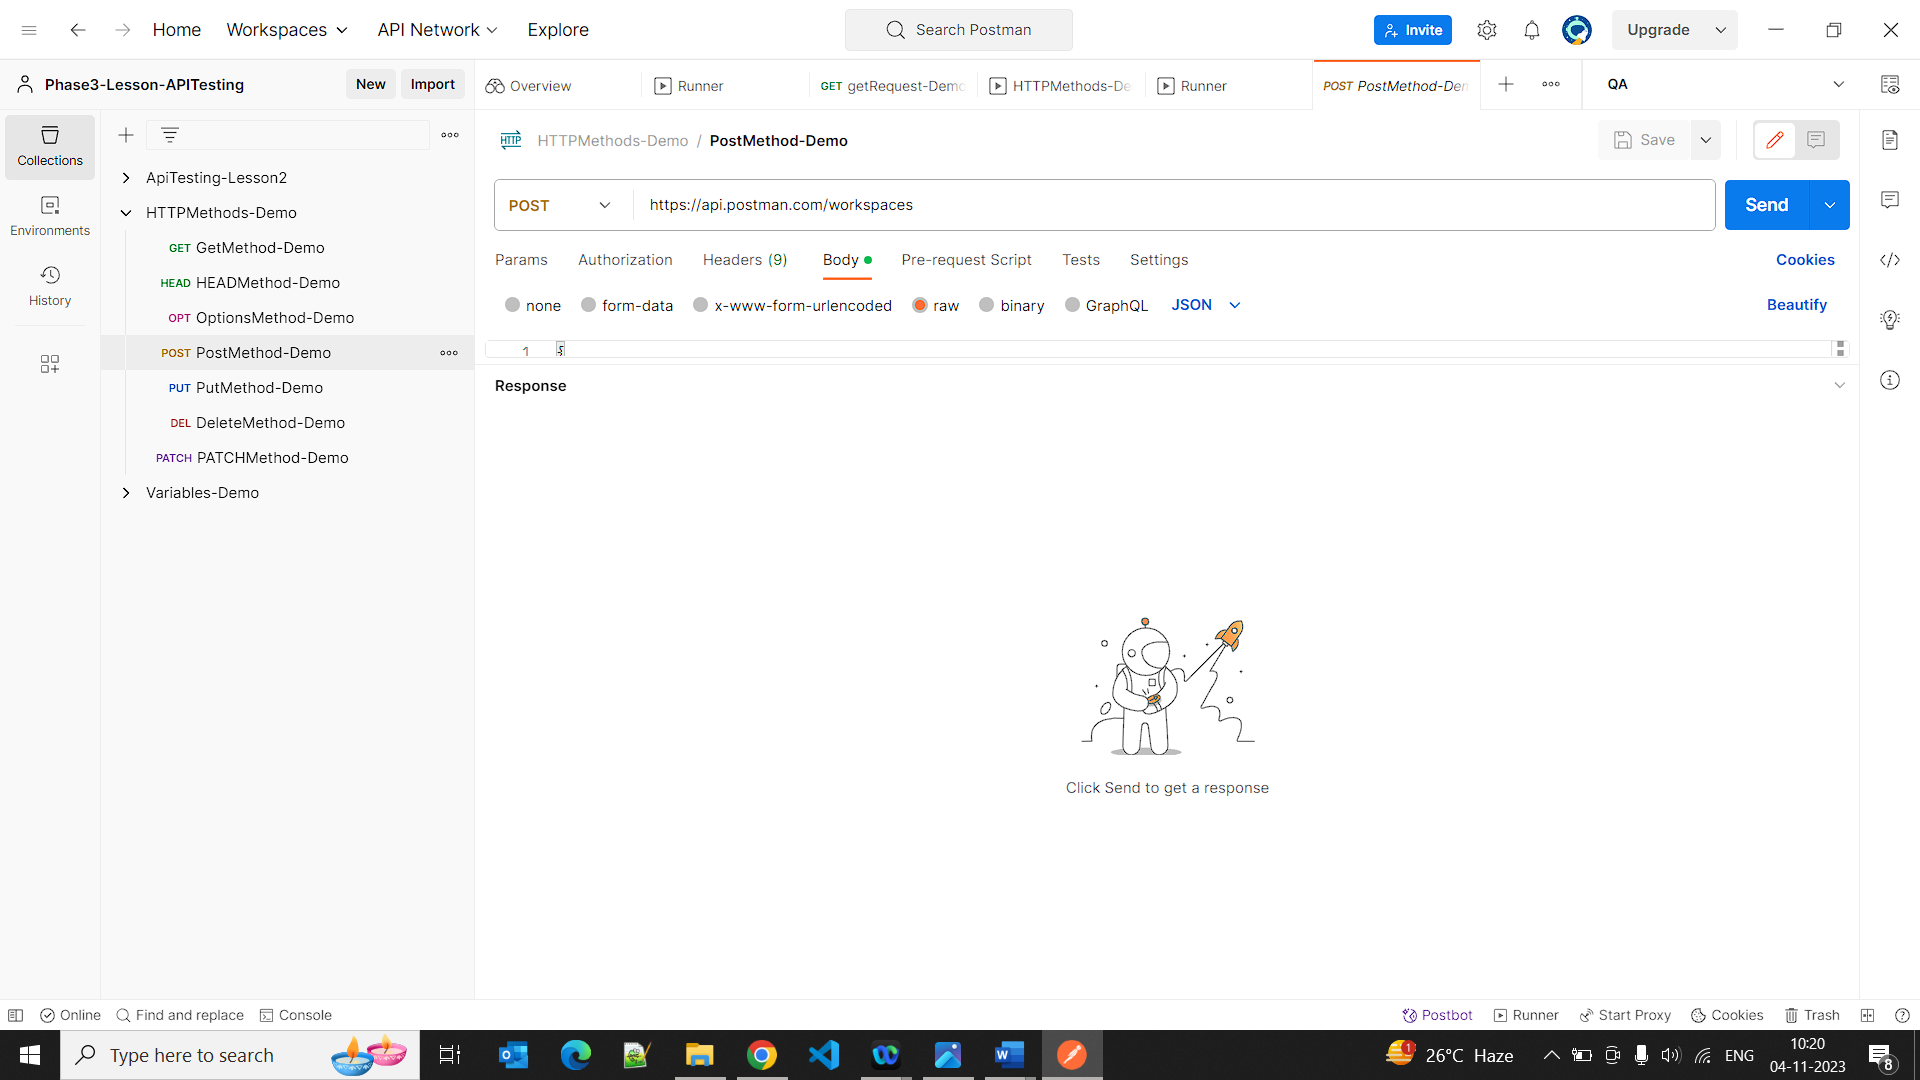 Home Workspaces API Network Explore Search Postman Invite Upgrade
Phase3-Lesson-APITesting New Import Overview Runner GET getRequest-Demo HTTPMethods-De Runner POST PostMethod-Dem QA
Collections
Environments
History
ApiTesting-Lesson2
HTTPMethods-Demo
GET GetMethod-Demo
HEAD HEADMethod-Demo
OPT OptionsMethod-Demo
POST PostMethod-Demo
PUT PutMethod-Demo
DEL DeleteMethod-Demo
PATCH PATCHMethod-Demo
Variables-Demo
HTTP HTTPMethods-Demo / PostMethod-Demo Save
POST https://api.postman.com/workspaces Send
Params Authorization Headers (9) Body Pre-request Script Tests Settings Cookies
none form-data x-www-form-urlencoded raw binary GraphQL JSON Beautify
1 {
Response
Click Send to get a response
Online Find and replace Console Postbot Runner Start Proxy Cookies Trash
Type here to search 1 26°C Haze ENG 10:20
04-11-2023 8